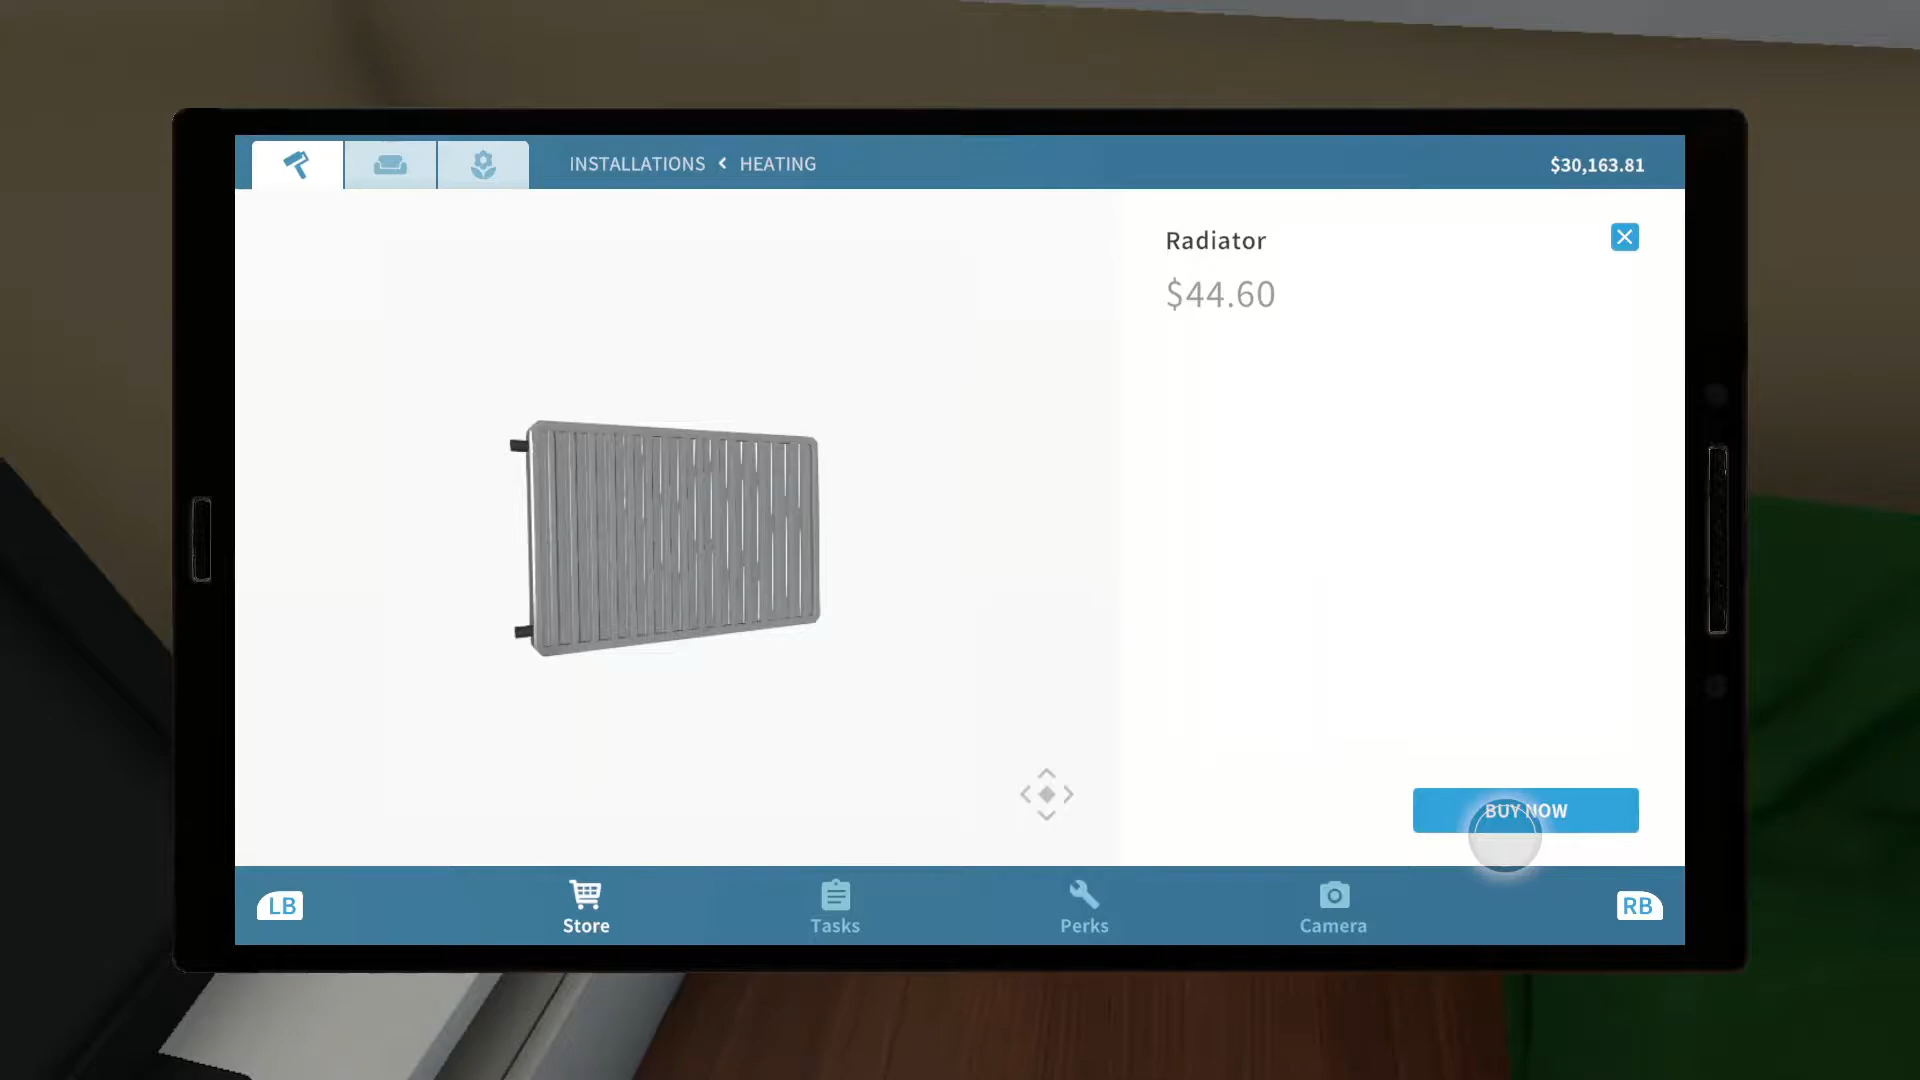 INSTALLATIONS < HEATING
$30,163.81
Radiator
$44.60
BUY NOW
LB
Store
Tasks
Perks
Camera
RB